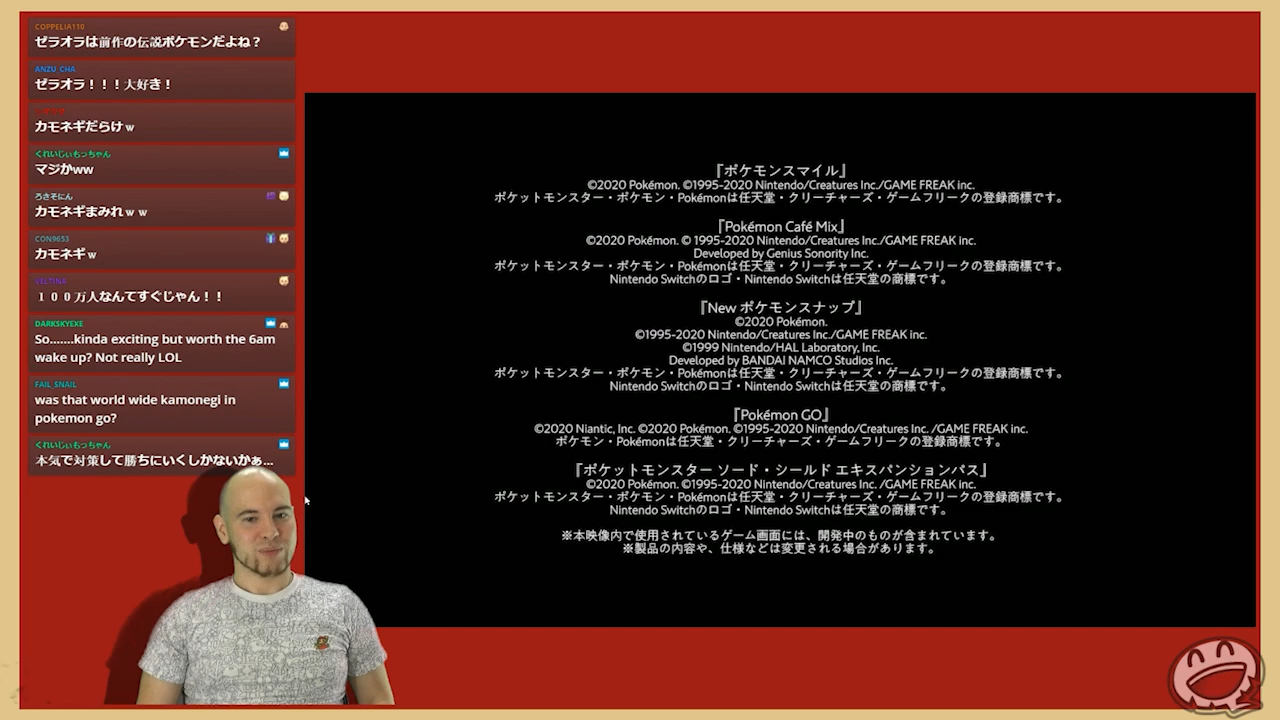 COPPELIA110
ゼラオラは前作の伝説ポケモンだよね？
ANZU_CHA
ゼラオラ！！！大好き！
カモネギだらけｗ
くれいじぃもっちゃん
マジかww
ろきそにん
カモネギまみれｗｗ
CON9653
カモネギｗ
VELTINA
１００万人なんてすぐじゃん！！
DARKSKYEXE
So.......kinda exciting but worth the 6am
wake up? Not really LOL
FAIL_SNAIL
was that world wide kamonegi in
pokemon go?
くれいじぃもっちゃん
本気で対策して勝ちにいくしかないかぁ...
『ポケモンスマイル』
©2020 Pokémon. ©1995-2020 Nintendo/Creatures Inc./GAME FREAK inc.
ポケットモンスター・ポケモン・Pokémonは任天堂・クリーチャーズ・ゲームフリークの登録商標です。
『Pokémon Café Mix』
©2020 Pokémon. © 1995-2020 Nintendo/Creatures Inc./GAME FREAK inc.
Developed by Genius Sonority Inc.
ポケットモンスター・ポケモン・Pokémonは任天堂・クリーチャーズ・ゲームフリークの登録商標です。
Nintendo Switchのロゴ・Nintendo Switchは任天堂の商標です。
『New ポケモンスナップ』
©2020 Pokémon.
©1995-2020 Nintendo/Creatures Inc./GAME FREAK inc.
©1999 Nintendo/HAL Laboratory, Inc.
Developed by BANDAI NAMCO Studios Inc.
ポケットモンスター・ポケモン・Pokémonは任天堂・クリーチャーズ・ゲームフリークの登録商標です。
Nintendo Switchのロゴ・Nintendo Switchは任天堂の商標です。
『Pokémon GO』
©2020 Niantic, Inc. ©2020 Pokémon. ©1995-2020 Nintendo/Creatures Inc. /GAME FREAK inc.
ポケモン・Pokémonは任天堂・クリーチャーズ・ゲームフリークの登録商標です。
『ポケットモンスター ソード・シールド エキスパンションパス』
©2020 Pokémon. ©1995-2020 Nintendo/Creatures Inc. /GAME FREAK inc.
ポケットモンスター・ポケモン・Pokémonは任天堂・クリーチャーズ・ゲームフリークの登録商標です。
Nintendo Switchのロゴ・Nintendo Switchは任天堂の商標です。
※本映像内で使用されているゲーム画面には、開発中のものが含まれています。
※製品の内容や、仕様などは変更される場合があります。